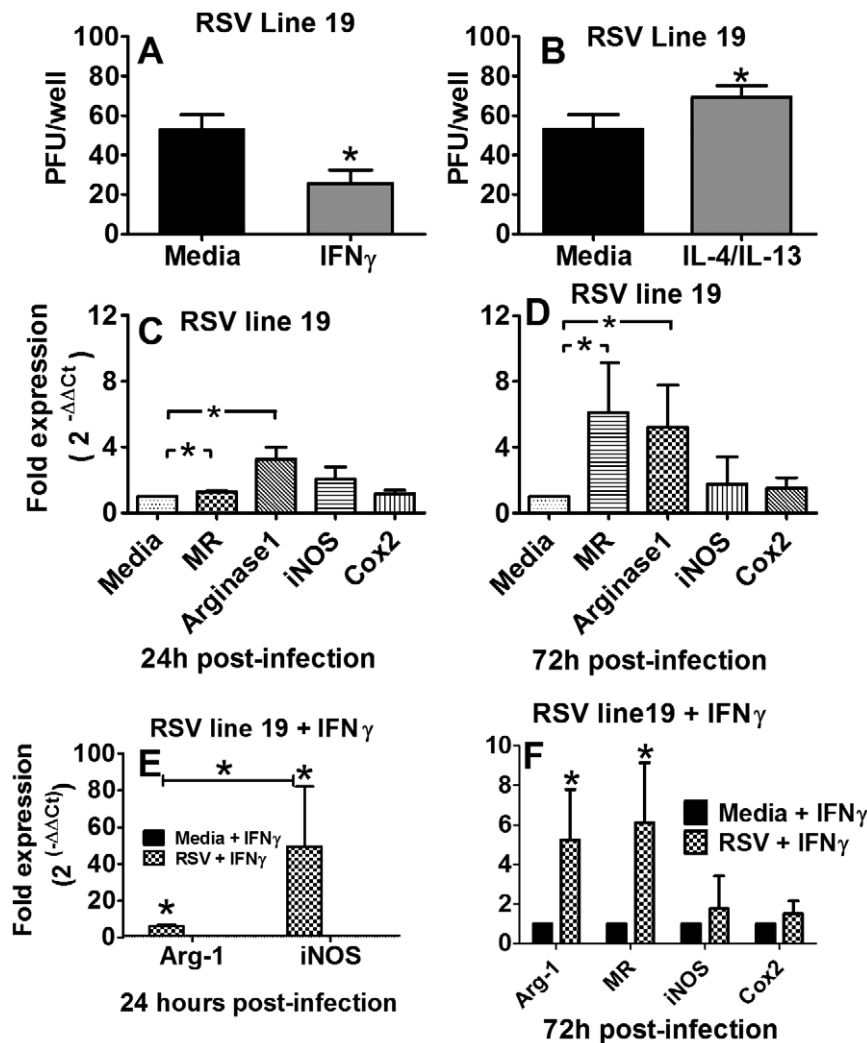 RSV Line 19
A
100
80
60
40
20
0
PFU/well
*
Media
IFNγ
RSV Line 19
B
100
80
60
40
20
0
PFU/well
*
Media
IL-4/IL-13
RSV line 19
C
12
8
4
0
Fold expression
( 2 -ΔΔCt )
*
*
Media
MR
Arginase1
iNOS
Cox2
24h post-infection
RSV line 19
D
12
8
4
0
*
*
Media
MR
Arginase1
iNOS
Cox2
72h post-infection
RSV line 19 + IFNγ
E
100
80
60
40
20
0
Fold expression
(2 (-ΔΔCt))
*
*
Media + IFNγ
RSV + IFNγ
*
Arg-1
iNOS
24 hours post-infection
RSV line19 + IFNγ
F
10
8
6
4
2
0
*
*
Media + IFNγ
RSV + IFNγ
Arg-1
MR
iNOS
Cox2
72h post-infection